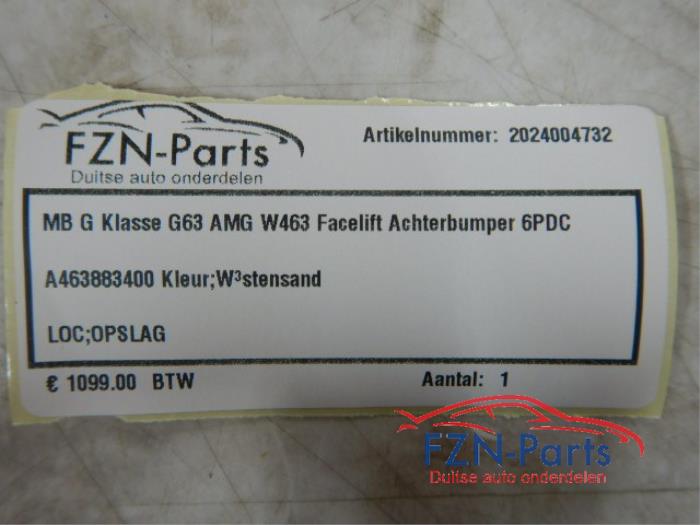 FZN-Parts
Duitse auto onderdelen
Artikelnummer: 2024004732
MB G Klasse G63 AMG W463 Facelift Achterbumper 6PDC
A463883400 Kleur;W³stensand
LOC;OPSLAG
€ 1099.00 BTW
Aantal: 1
FZN-Parts
Duitse auto onderdelen